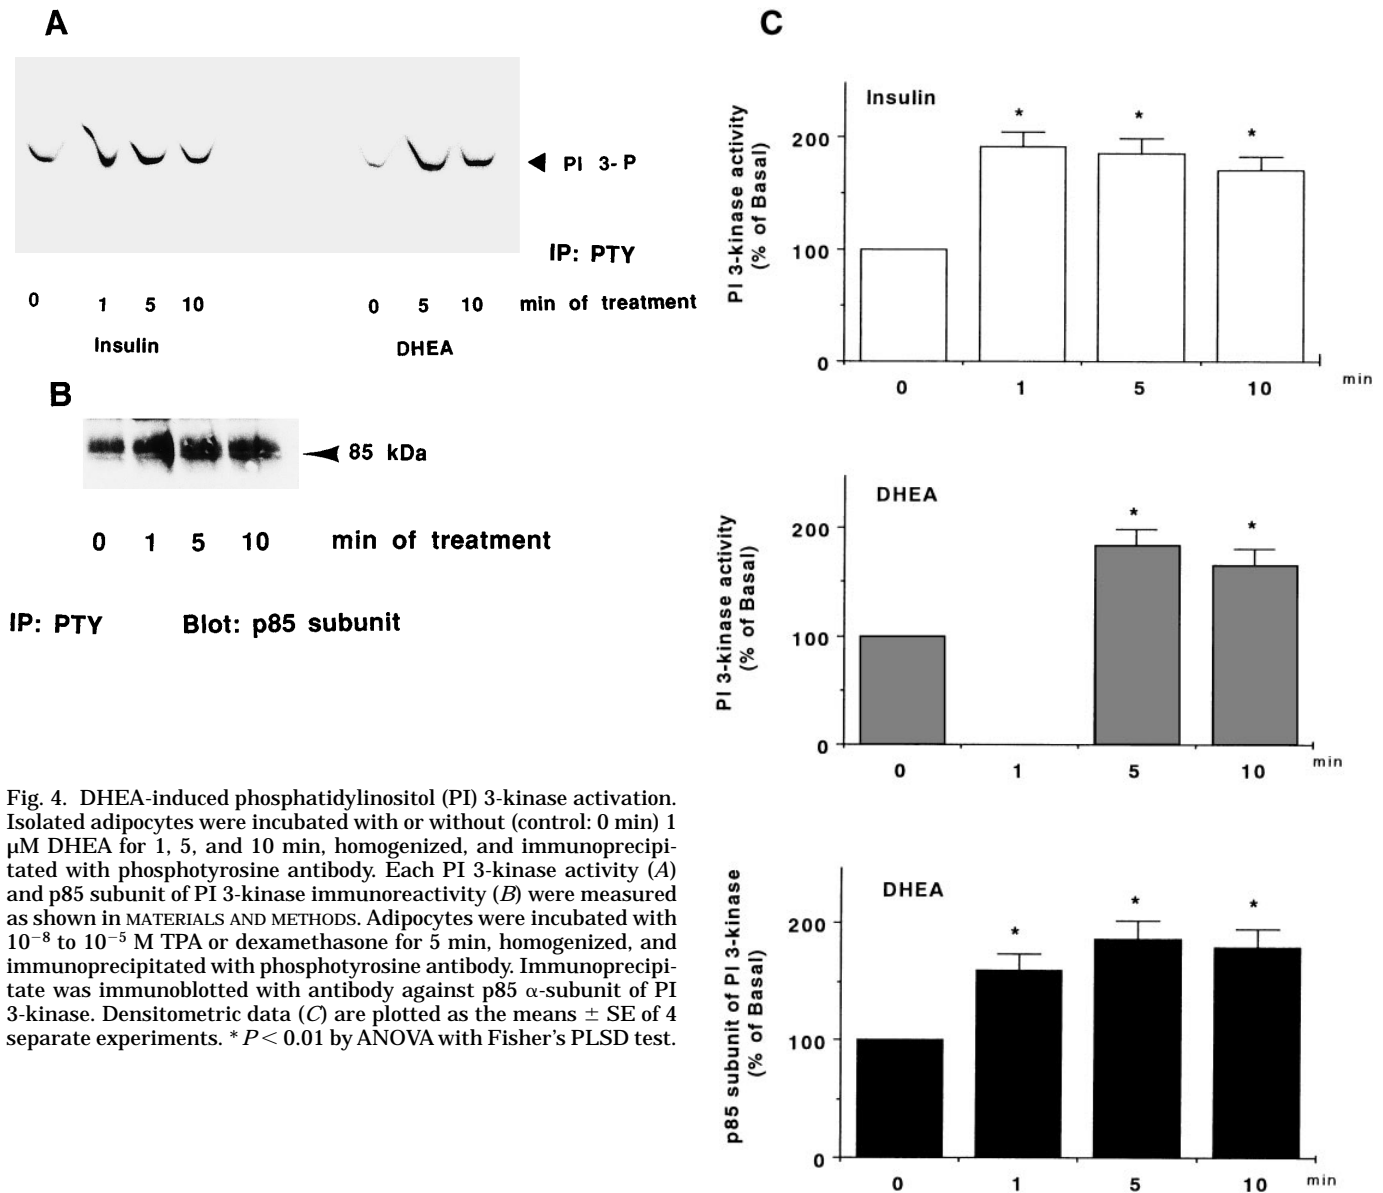 A
PI 3-P
IP: PTY
0 1 5 10 0 5 10 min of treatment
Insulin DHEA
B
85 kDa
0 1 5 10 min of treatment
IP: PTY Blot: p85 subunit
Fig. 4. DHEA-induced phosphatidylinositol (PI) 3-kinase activation.
Isolated adipocytes were incubated with or without (control: 0 min) 1
µM DHEA for 1, 5, and 10 min, homogenized, and immunoprecipi-
tated with phosphotyrosine antibody. Each PI 3-kinase activity (A)
and p85 subunit of PI 3-kinase immunoreactivity (B) were measured
as shown in MATERIALS AND METHODS. Adipocytes were incubated with
10⁻⁸ to 10⁻⁵ M TPA or dexamethasone for 5 min, homogenized, and
immunoprecipitated with phosphotyrosine antibody. Immunoprecipi-
tate was immunoblotted with antibody against p85 α-subunit of PI
3-kinase. Densitometric data (C) are plotted as the means ± SE of 4
separate experiments. * P < 0.01 by ANOVA with Fisher's PLSD test.
C
Insulin
PI 3-kinase activity
(% of Basal)
200
100
0
* * *
0 1 5 10 min
DHEA
PI 3-kinase activity
(% of Basal)
200
100
0
* *
0 1 5 10 min
DHEA
p85 subunit of PI 3-kinase
(% of Basal)
200
100
0
* * *
0 1 5 10 min